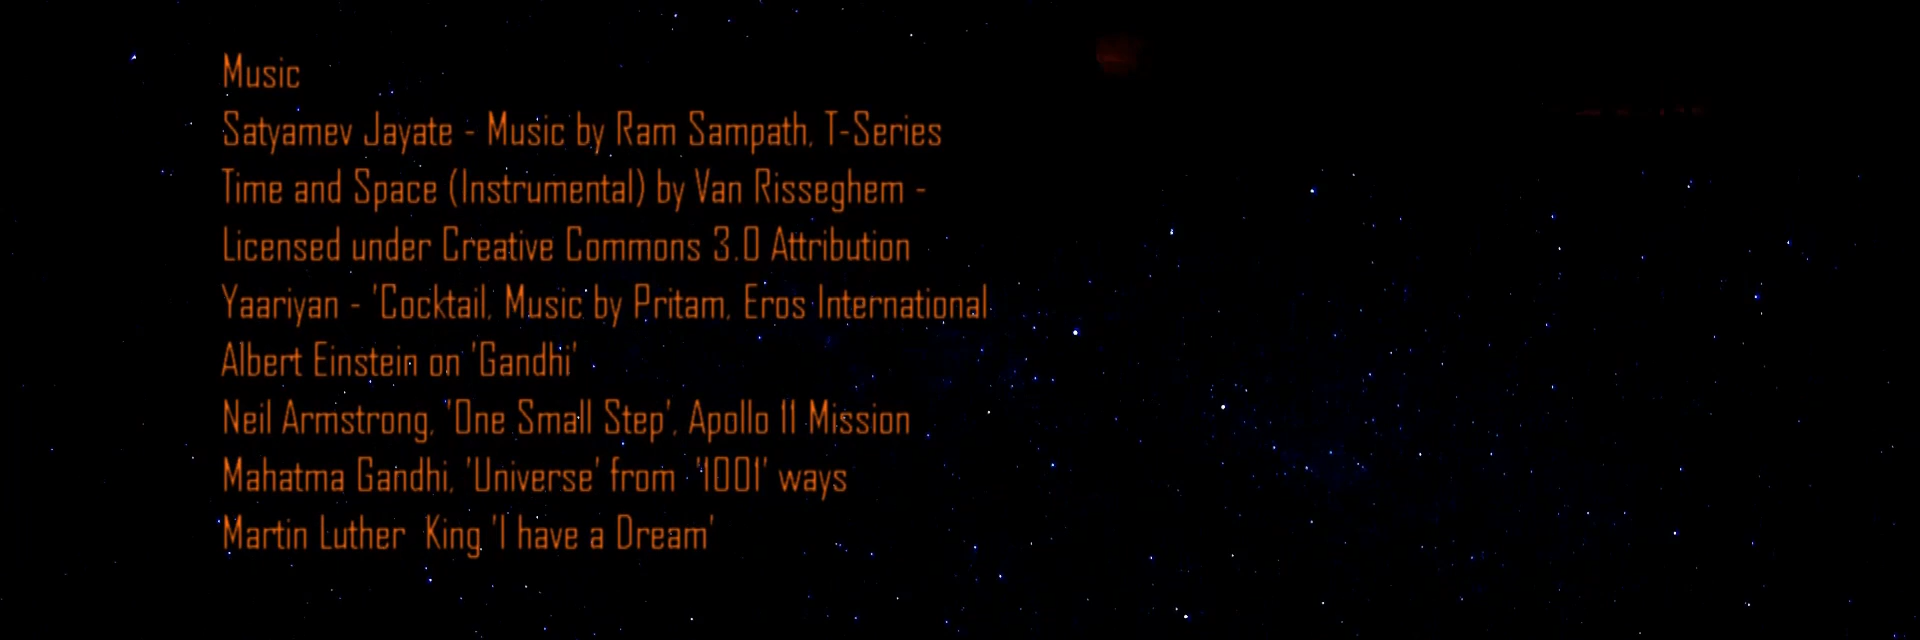 Music
Satyamev Jayate - Music by Ram Sampath, T-Series
Time and Space (Instrumental) by Van Risseghem -
Licensed under Creative Commons 3.0 Attribution
Yaariyan - 'Cocktail, Music by Pritam, Eros International
Albert Einstein on 'Gandhi'
Neil Armstrong, 'One Small Step', Apollo 11 Mission
Mahatma Gandhi, 'Universe' from '1001' ways
Martin Luther King 'I have a Dream'